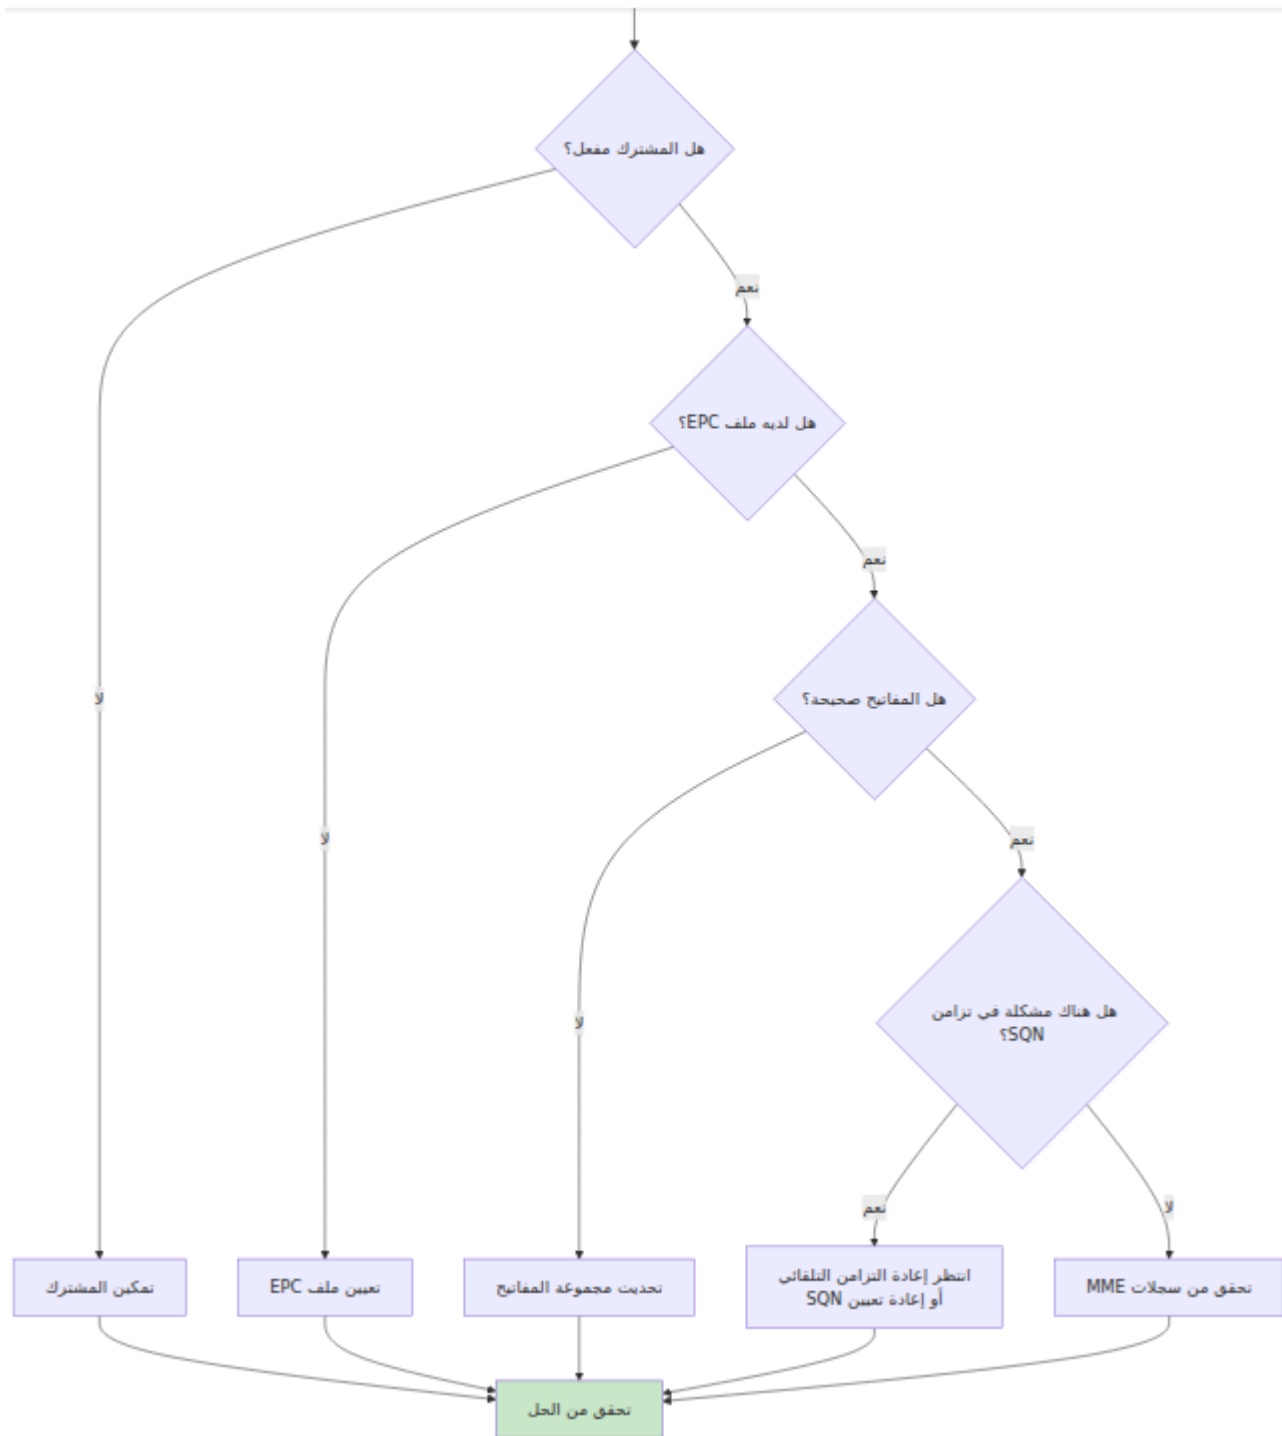 هل المشترك مفعل؟
نعم
هل لديه ملف EPC؟
نعم
هل المفاتيح صحيحة؟
لا
لا
نعم
هل هناك مشكلة في تزامن
SQN؟
لا
نعم
لا
تمكين المشترك
تعيين ملف EPC
تحديث مجموعة المفاتيح
انتظر إعادة التزامن التلقائي
أو إعادة تعيين SQN
تحقق من سجلات MME
تحقق من الحل